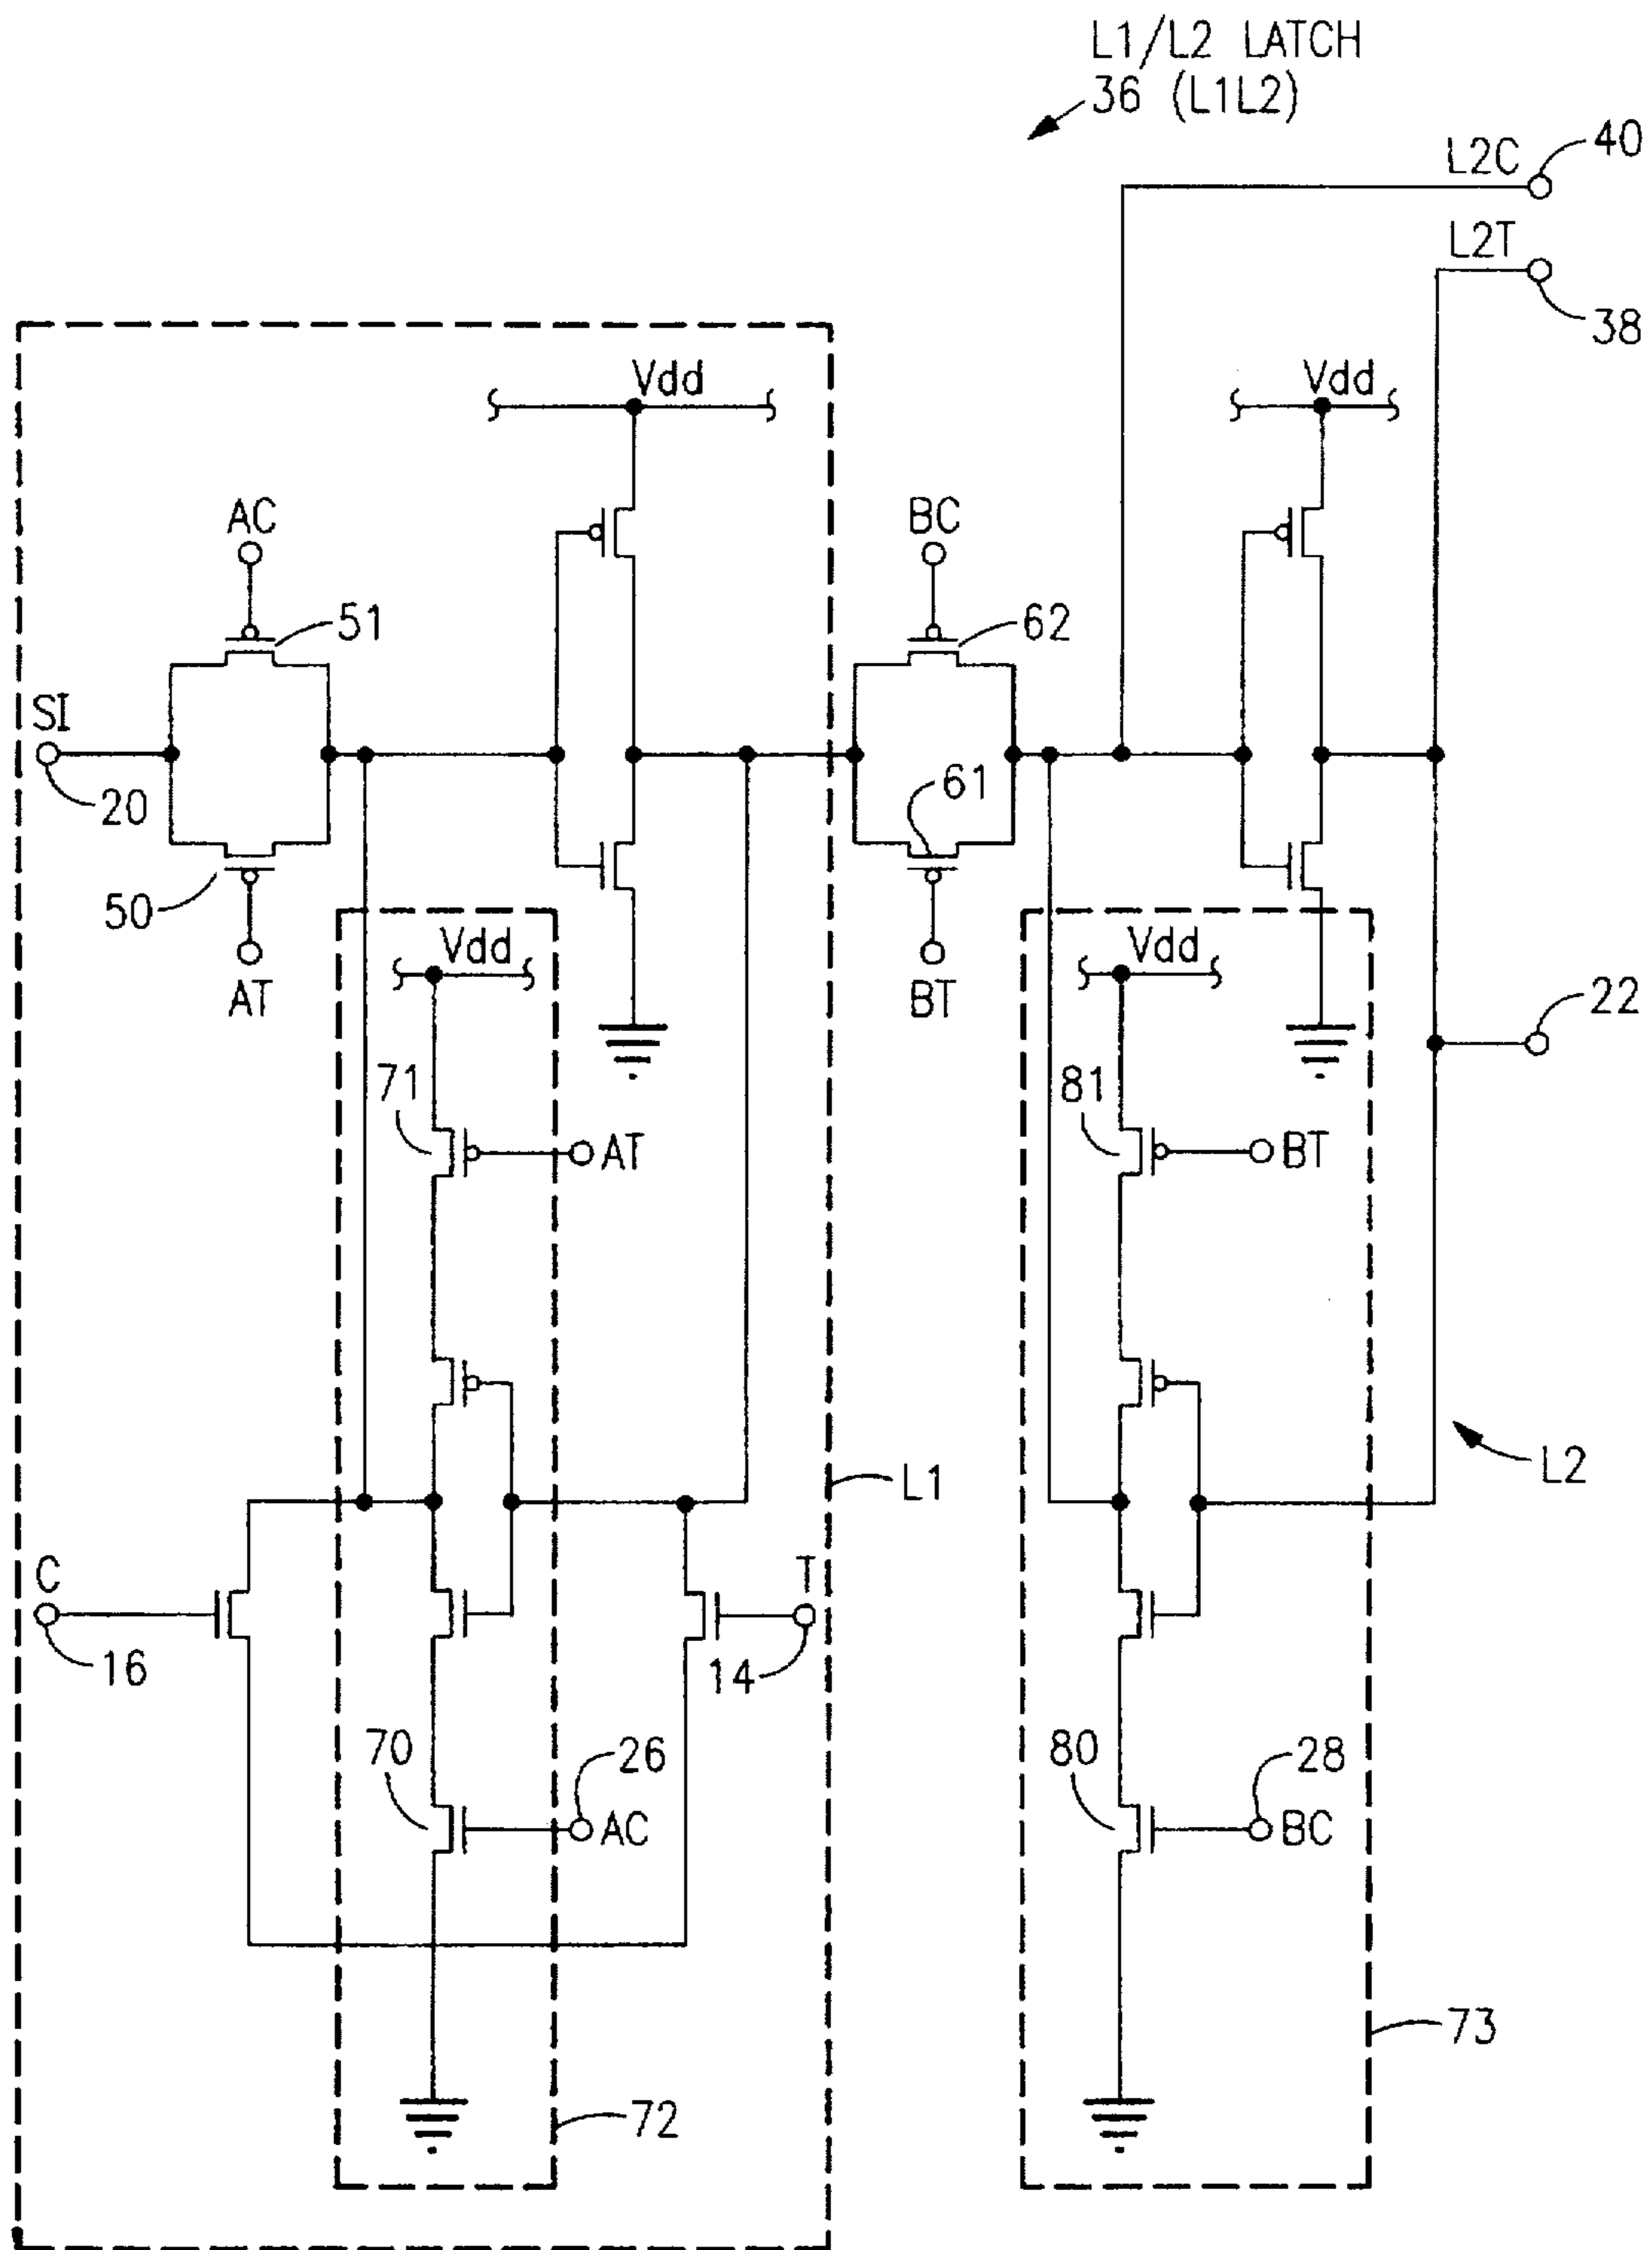 L1/L2 LATCH
36 (L1L2)
L2C
40
L2T
38
Vdd
Vdd
AC
BC
51
62
SI
20
61
50
AT
BT
Vdd
Vdd
22
71
AT
81
BT
L1
L2
C
T
16
14
70
26
AC
80
28
BC
73
72